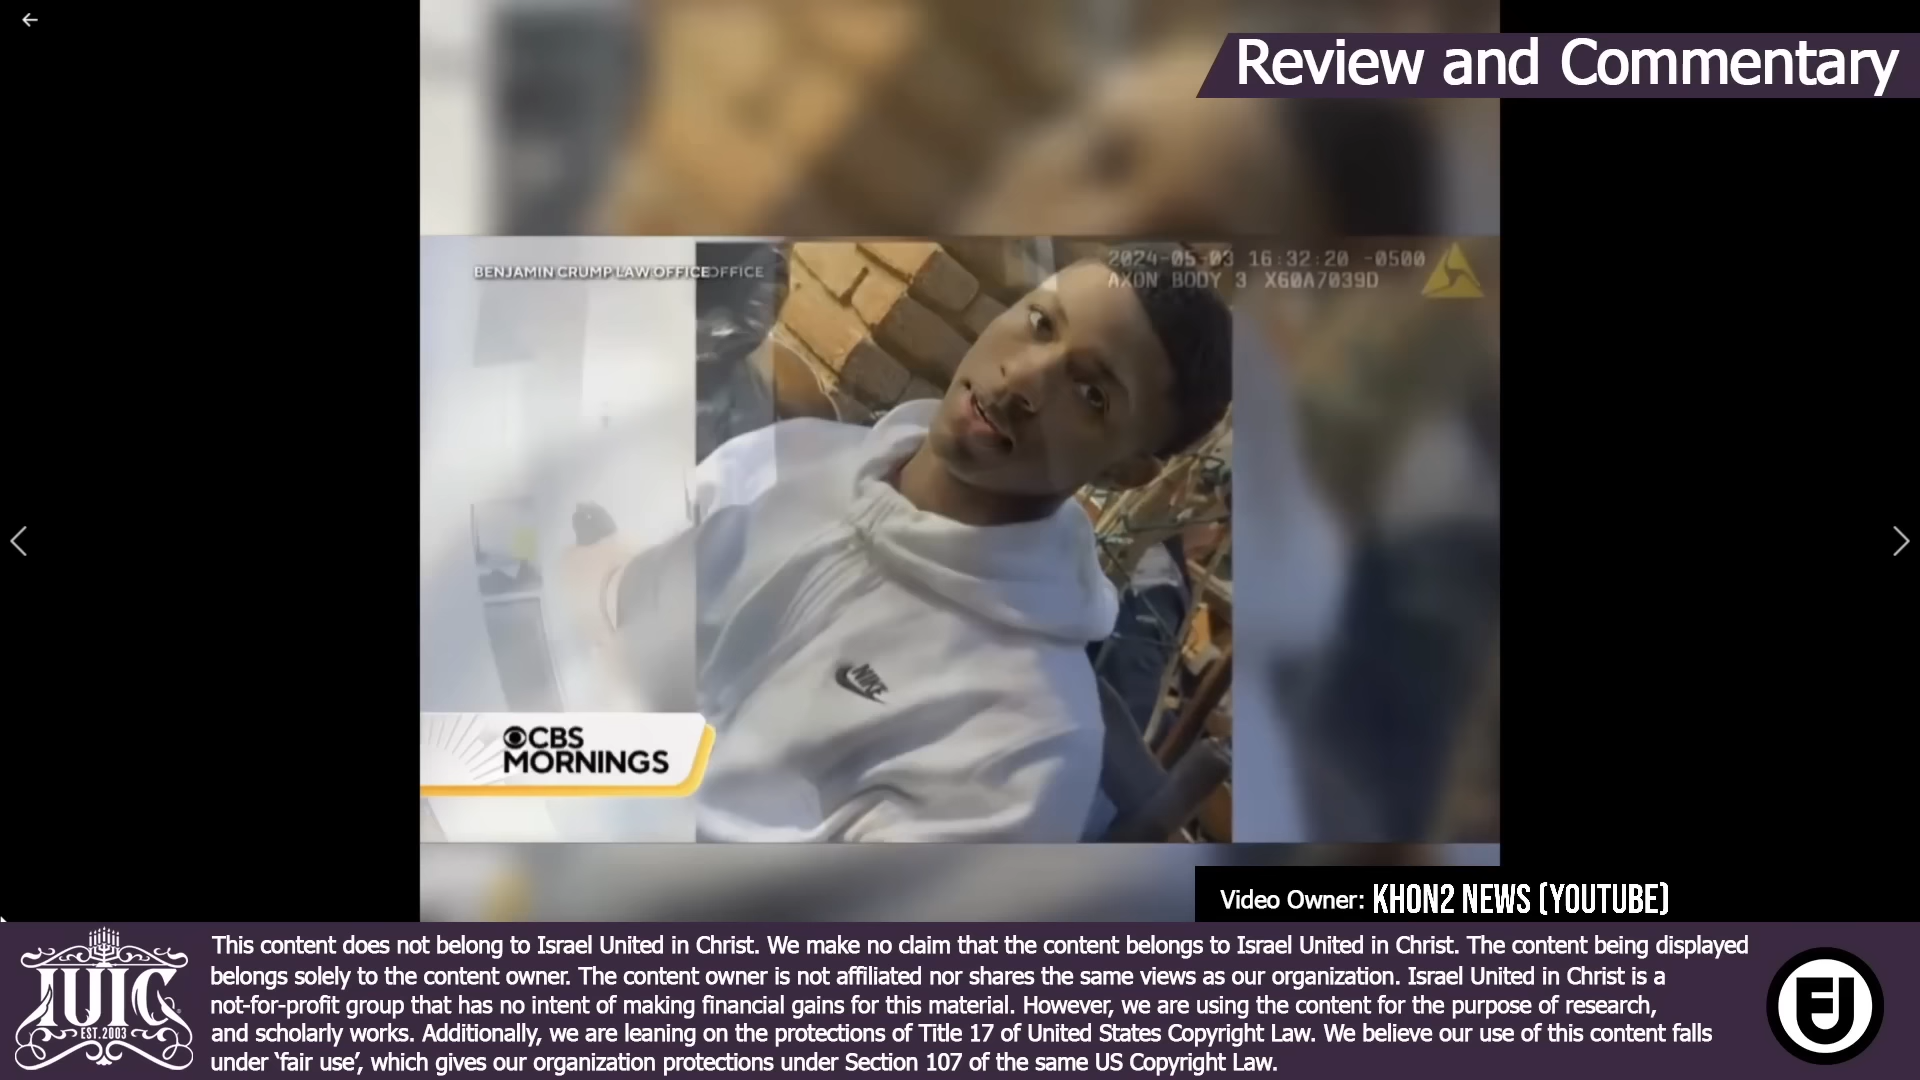 Review and Commentary
BENJAMIN CRUMP LAW OFFICE OFFICE
2024-05-03 16:32:20 -0500
AXON BODY 3 X60A7039D
NIKE
CBS
MORNINGS
Video Owner: KHON2 NEWS (YOUTUBE)
This content does not belong to Israel United in Christ. We make no claim that the content belongs to Israel United in Christ. The content being displayed
belongs solely to the content owner. The content owner is not affiliated nor shares the same views as our organization. Israel United in Christ is a
not-for-profit group that has no intent of making financial gains for this material. However, we are using the content for the purpose of research,
and scholarly works. Additionally, we are leaning on the protections of Title 17 of United States Copyright Law. We believe our use of this content falls
under ‘fair use’, which gives our organization protections under Section 107 of the same US Copyright Law.
IUIC
EST. 2003